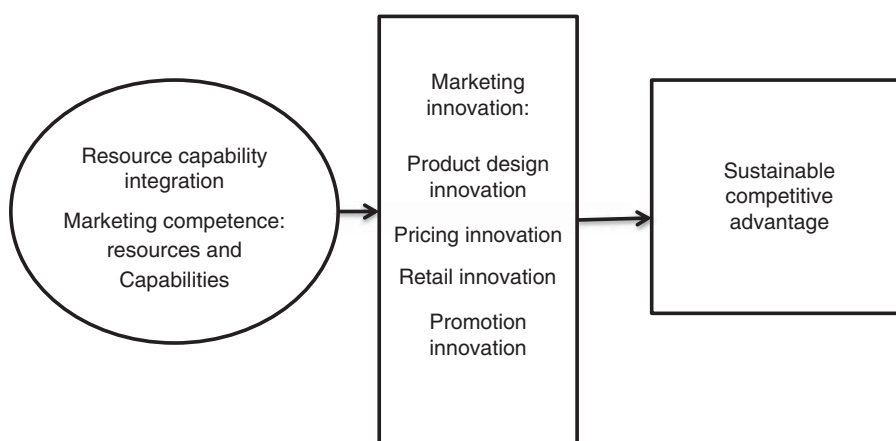 Resource capability
integration
Marketing competence:
resources and
Capabilities
Marketing
innovation:
Product design
innovation
Pricing innovation
Retail innovation
Promotion
innovation
Sustainable
competitive
advantage